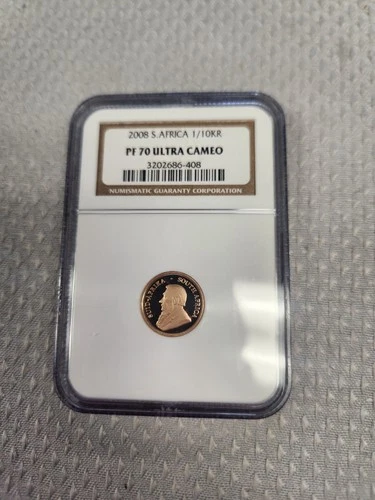 2008 S.AFRICA 1/10KR
PF 70 ULTRA CAMEO
3202686-408
NUMISMATIC GUARANTY CORPORATION
SUID-AFRIKA · SOUTH AFRICA